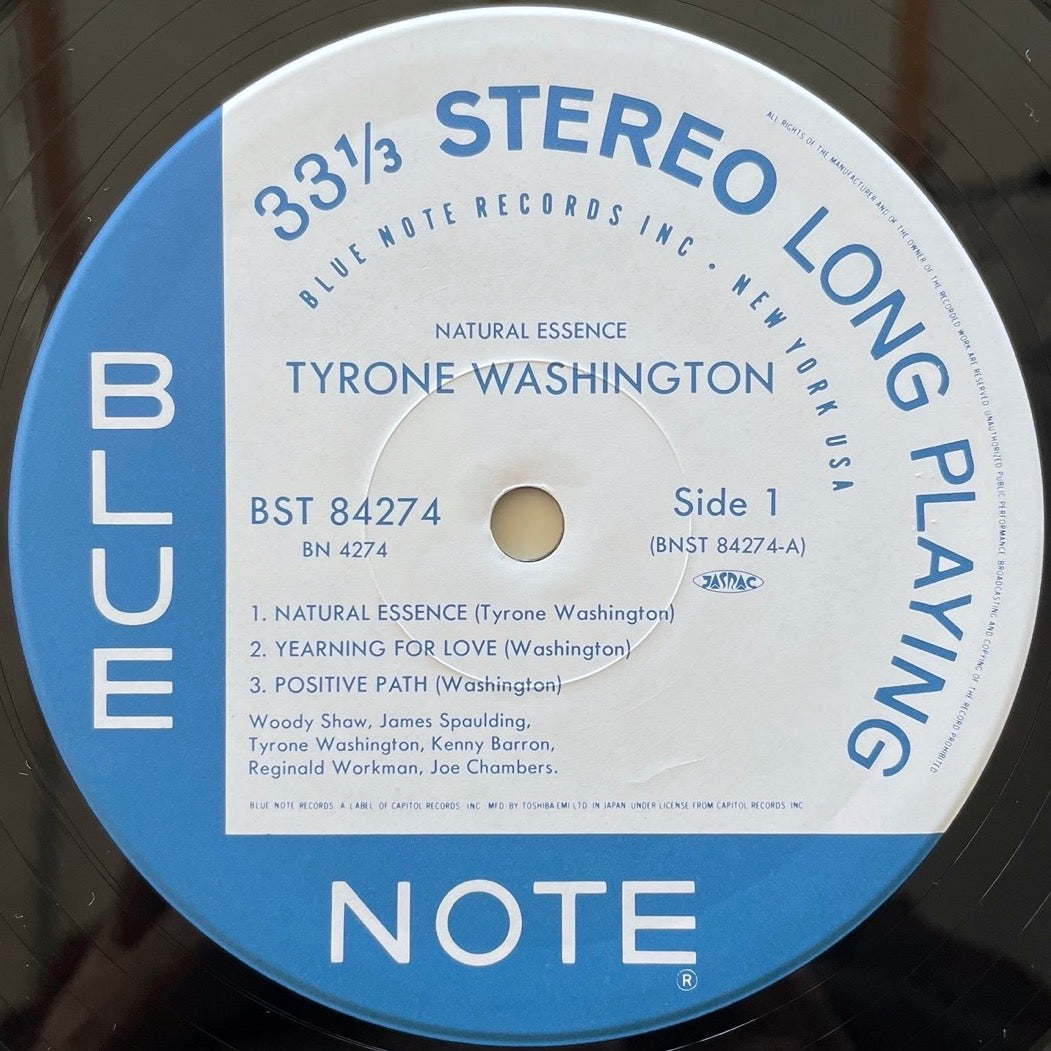 33⅓ STEREO LONG PLAYING
BLUE NOTE RECORDS INC · NEW YORK USA
ALL RIGHTS OF THE MANUFACTURER AND OF THE OWNER OF THE RECORDED WORK ARE RESERVED UNAUTHORIZED PUBLIC PERFORMANCE BROADCASTING AND COPYING OF THE RECORD PROHIBITED
NATURAL ESSENCE
TYRONE WASHINGTON
BST 84274
BN 4274
Side 1
(BNST 84274-A)
JASRAC
1. NATURAL ESSENCE (Tyrone Washington)
2. YEARNING FOR LOVE (Washington)
3. POSITIVE PATH (Washington)
Woody Shaw, James Spaulding,
Tyrone Washington, Kenny Barron,
Reginald Workman, Joe Chambers.
BLUE NOTE RECORDS A LABEL OF CAPITOL RECORDS INC MFD BY TOSHIBA-EMI LTD IN JAPAN UNDER LICENSE FROM CAPITOL RECORDS INC
BLUE
NOTE
®